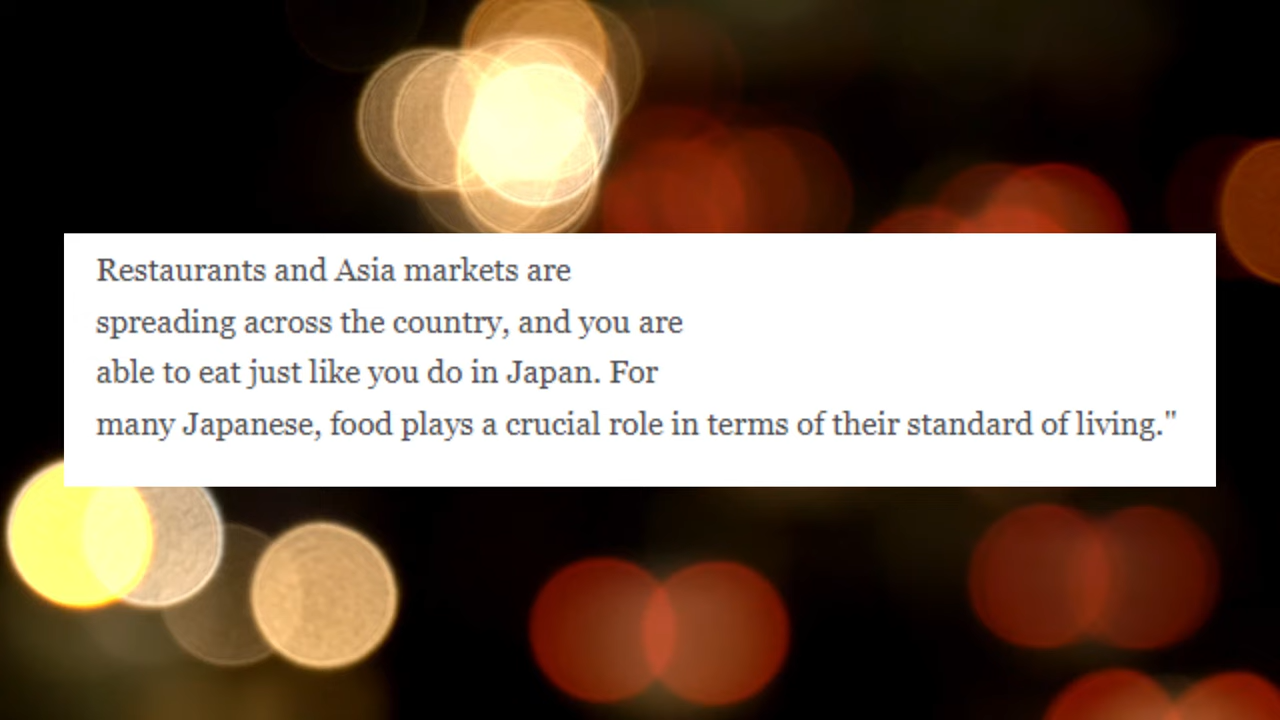 Restaurants and Asia markets are
spreading across the country, and you are
able to eat just like you do in Japan. For
many Japanese, food plays a crucial role in terms of their standard of living."